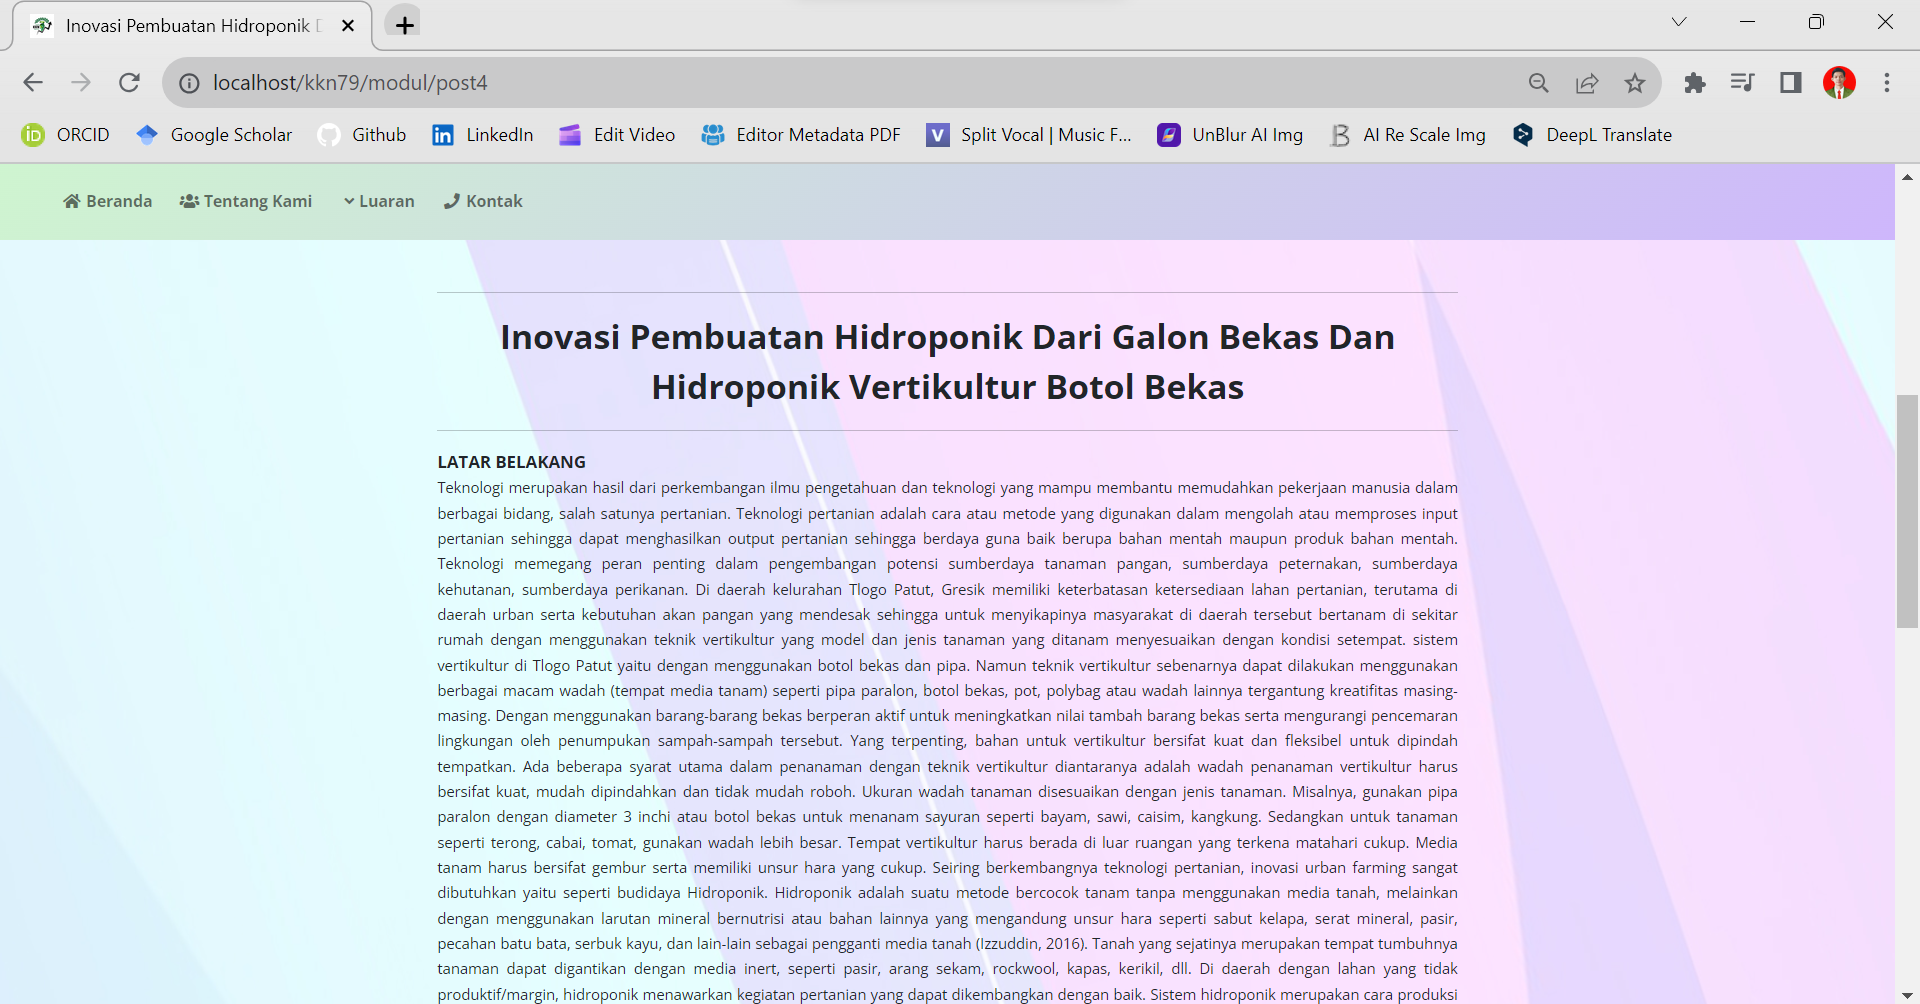 Inovasi Pembuatan Hidroponik D
localhost/kkn79/modul/post4
ORCID Google Scholar Github LinkedIn Edit Video Editor Metadata PDF Split Vocal | Music F... UnBlur AI Img AI Re Scale Img DeepL Translate
Beranda Tentang Kami Luaran Kontak
Inovasi Pembuatan Hidroponik Dari Galon Bekas Dan
Hidroponik Vertikultur Botol Bekas
LATAR BELAKANG
Teknologi merupakan hasil dari perkembangan ilmu pengetahuan dan teknologi yang mampu membantu memudahkan pekerjaan manusia dalam
berbagai bidang, salah satunya pertanian. Teknologi pertanian adalah cara atau metode yang digunakan dalam mengolah atau memproses input
pertanian sehingga dapat menghasilkan output pertanian sehingga berdaya guna baik berupa bahan mentah maupun produk bahan mentah.
Teknologi memegang peran penting dalam pengembangan potensi sumberdaya tanaman pangan, sumberdaya peternakan, sumberdaya
kehutanan, sumberdaya perikanan. Di daerah kelurahan Tlogo Patut, Gresik memiliki keterbatasan ketersediaan lahan pertanian, terutama di
daerah urban serta kebutuhan akan pangan yang mendesak sehingga untuk menyikapinya masyarakat di daerah tersebut bertanam di sekitar
rumah dengan menggunakan teknik vertikultur yang model dan jenis tanaman yang ditanam menyesuaikan dengan kondisi setempat. sistem
vertikultur di Tlogo Patut yaitu dengan menggunakan botol bekas dan pipa. Namun teknik vertikultur sebenarnya dapat dilakukan menggunakan
berbagai macam wadah (tempat media tanam) seperti pipa paralon, botol bekas, pot, polybag atau wadah lainnya tergantung kreatifitas masing-
masing. Dengan menggunakan barang-barang bekas berperan aktif untuk meningkatkan nilai tambah barang bekas serta mengurangi pencemaran
lingkungan oleh penumpukan sampah-sampah tersebut. Yang terpenting, bahan untuk vertikultur bersifat kuat dan fleksibel untuk dipindah
tempatkan. Ada beberapa syarat utama dalam penanaman dengan teknik vertikultur diantaranya adalah wadah penanaman vertikultur harus
bersifat kuat, mudah dipindahkan dan tidak mudah roboh. Ukuran wadah tanaman disesuaikan dengan jenis tanaman. Misalnya, gunakan pipa
paralon dengan diameter 3 inchi atau botol bekas untuk menanam sayuran seperti bayam, sawi, caisim, kangkung. Sedangkan untuk tanaman
seperti terong, cabai, tomat, gunakan wadah lebih besar. Tempat vertikultur harus berada di luar ruangan yang terkena matahari cukup. Media
tanam harus bersifat gembur serta memiliki unsur hara yang cukup. Seiring berkembangnya teknologi pertanian, inovasi urban farming sangat
dibutuhkan yaitu seperti budidaya Hidroponik. Hidroponik adalah suatu metode bercocok tanam tanpa menggunakan media tanah, melainkan
dengan menggunakan larutan mineral bernutrisi atau bahan lainnya yang mengandung unsur hara seperti sabut kelapa, serat mineral, pasir,
pecahan batu bata, serbuk kayu, dan lain-lain sebagai pengganti media tanah (Izzuddin, 2016). Tanah yang sejatinya merupakan tempat tumbuhnya
tanaman dapat digantikan dengan media inert, seperti pasir, arang sekam, rockwool, kapas, kerikil, dll. Di daerah dengan lahan yang tidak
produktif/margin, hidroponik menawarkan kegiatan pertanian yang dapat dikembangkan dengan baik. Sistem hidroponik merupakan cara produksi